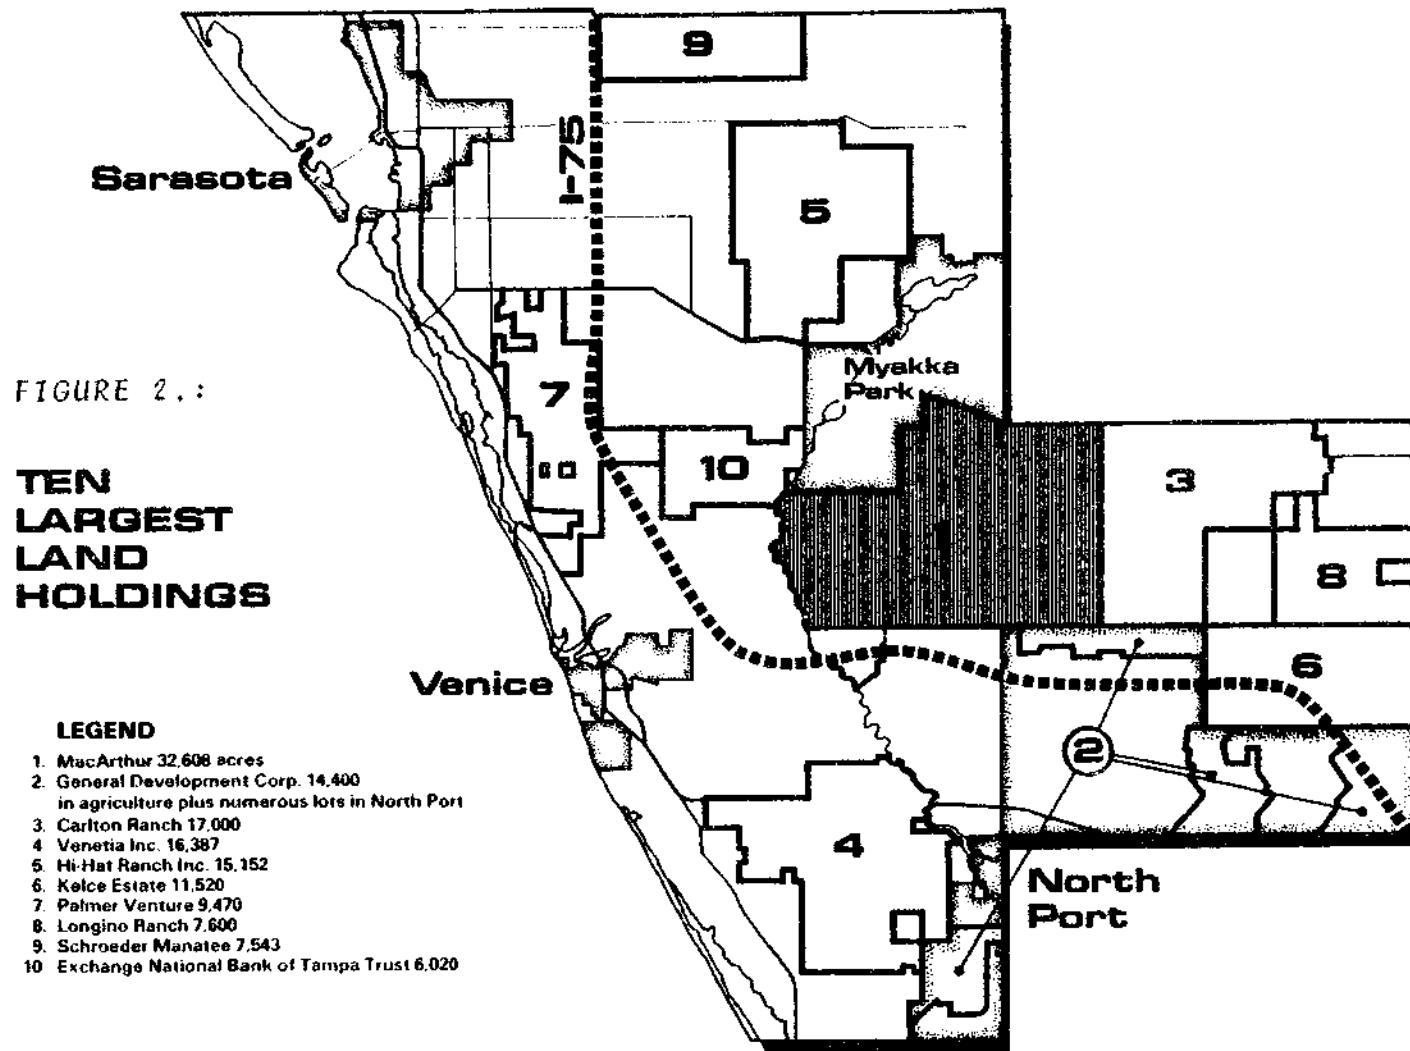 9
I-75
Sarasota
5
Myakka
Park
FIGURE 2.:
7
TEN
LARGEST
LAND
HOLDINGS
10
3
1
8
Venice
6
2
LEGEND
1. MacArthur 32,608 acres
2. General Development Corp. 14,400
in agriculture plus numerous lots in North Port
3. Carlton Ranch 17,000
4 Venetia Inc. 16,387
5. Hi-Hat Ranch Inc. 15,152
6. Kelce Estate 11,520
7. Palmer Venture 9,470
8. Longino Ranch 7,600
9. Schroeder Manatee 7,543
10 Exchange National Bank of Tampa Trust 6,020
4
North
Port